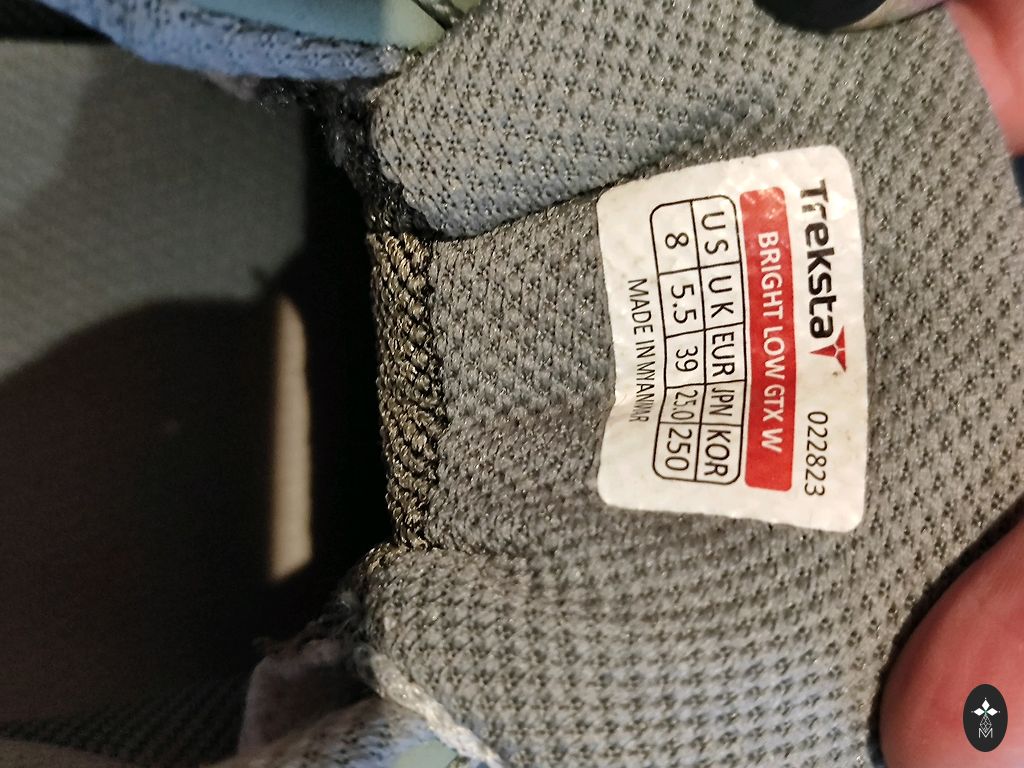 Treksta 022823
BRIGHT LOW GTX W
US UK EUR JPN KOR
8 5.5 39 25.0 250
MADE IN MYANMAR
M